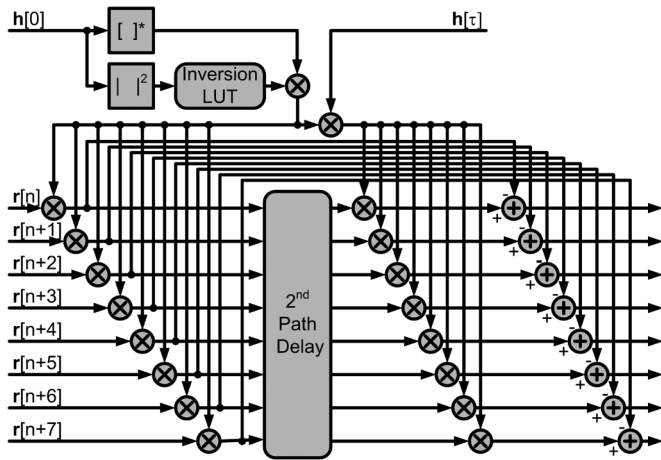 h[0]
[ ]*
h[τ]
| |²
Inversion
LUT
r[n]
r[n+1]
r[n+2]
r[n+3]
r[n+4]
r[n+5]
r[n+6]
r[n+7]
2nd
Path
Delay
- + - + - + - + - + - + - + - +